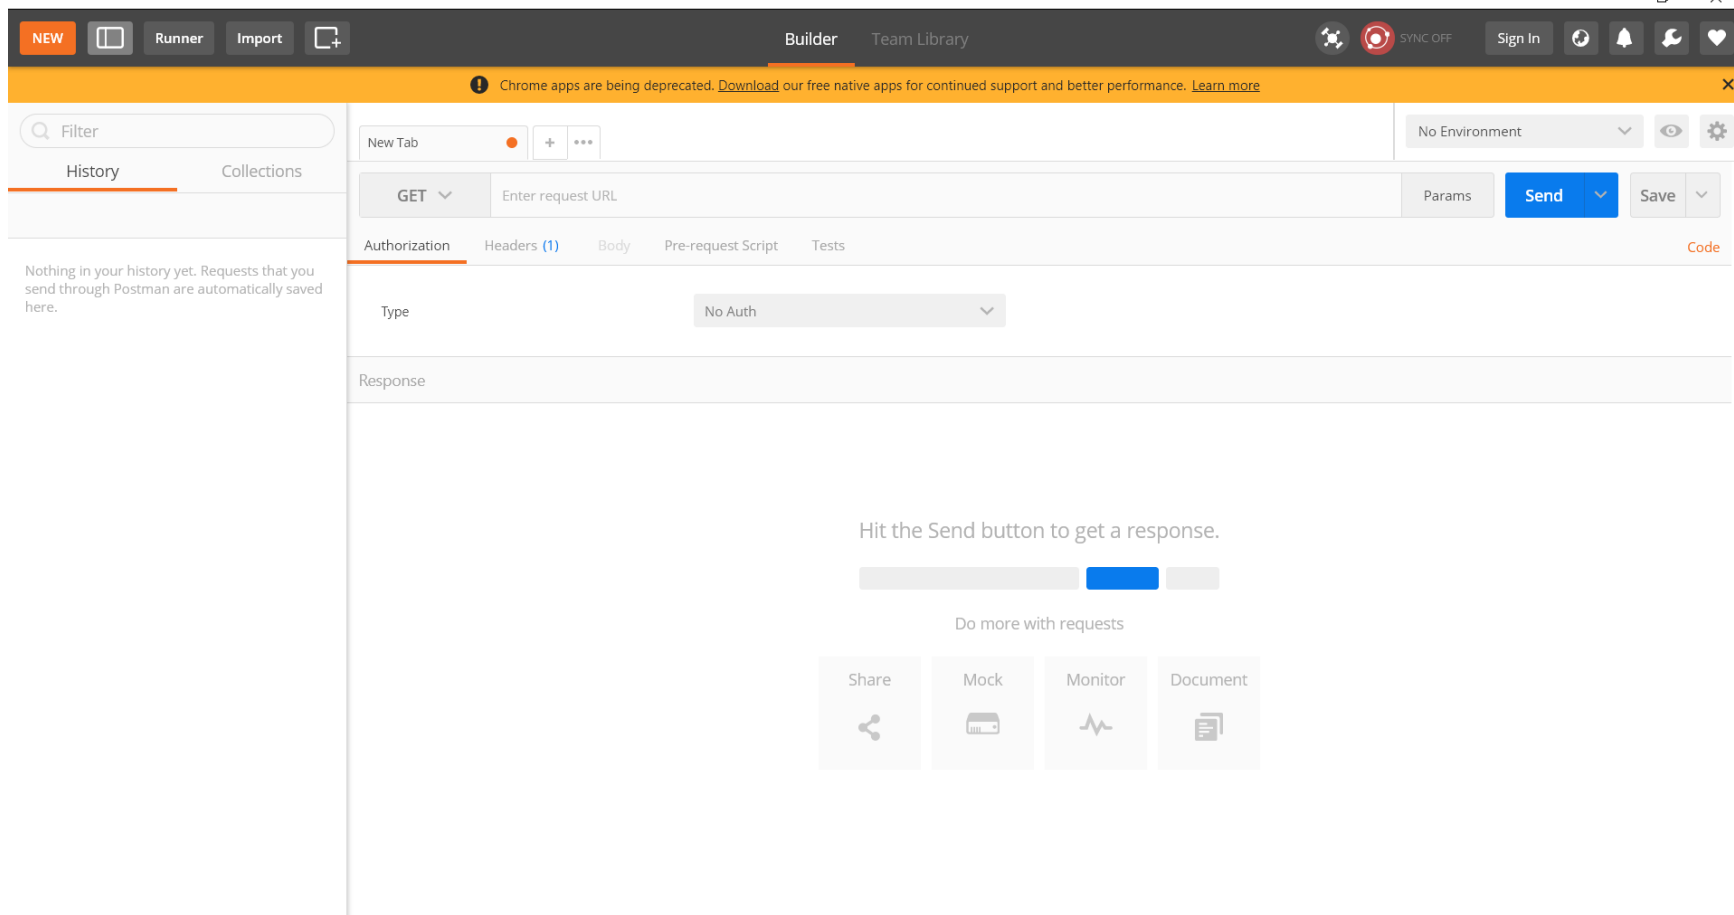 NEW Runner Import Builder Team Library SYNC OFF Sign In
Chrome apps are being deprecated. Download our free native apps for continued support and better performance. Learn more
Filter
History Collections
Nothing in your history yet. Requests that you
send through Postman are automatically saved
here.
New Tab + ••• No Environment
GET Enter request URL Params Send Save
Authorization Headers (1) Body Pre-request Script Tests Code
Type No Auth
Response
Hit the Send button to get a response.
Do more with requests
Share Mock Monitor Document